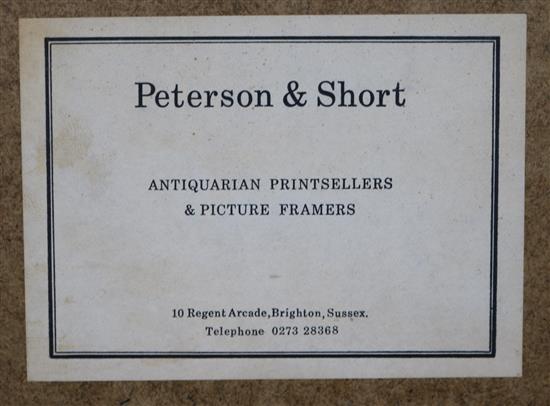 Peterson & Short
ANTIQUARIAN PRINTSELLERS
& PICTURE FRAMERS
10 Regent Arcade, Brighton, Sussex.
Telephone 0273 28368